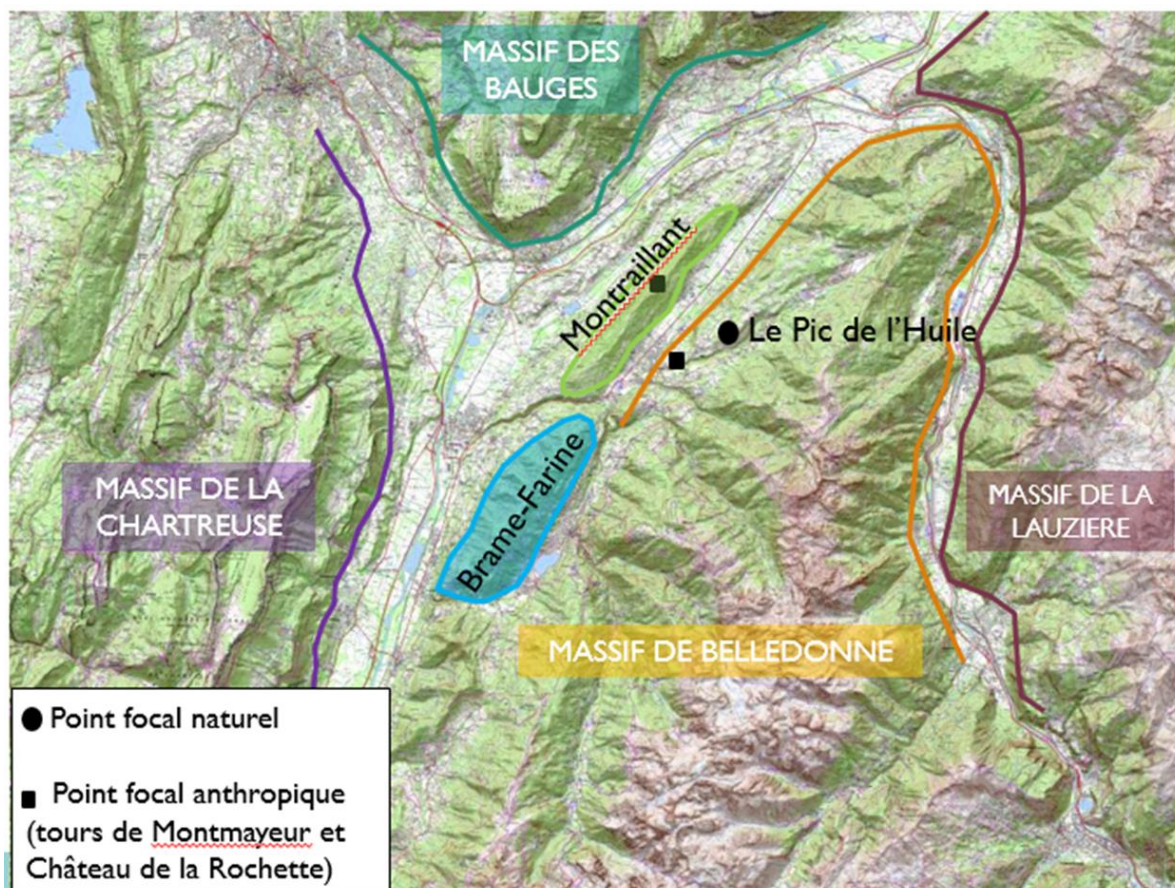 MASSIF DES
BAUGES
Montraillant
Le Pic de l'Huile
MASSIF DE LA
CHARTREUSE
Brame-Farine
MASSIF DE LA
LAUZIERE
MASSIF DE BELLEDONNE
Point focal naturel
Point focal anthropique
(tours de Montmayeur et
Château de la Rochette)